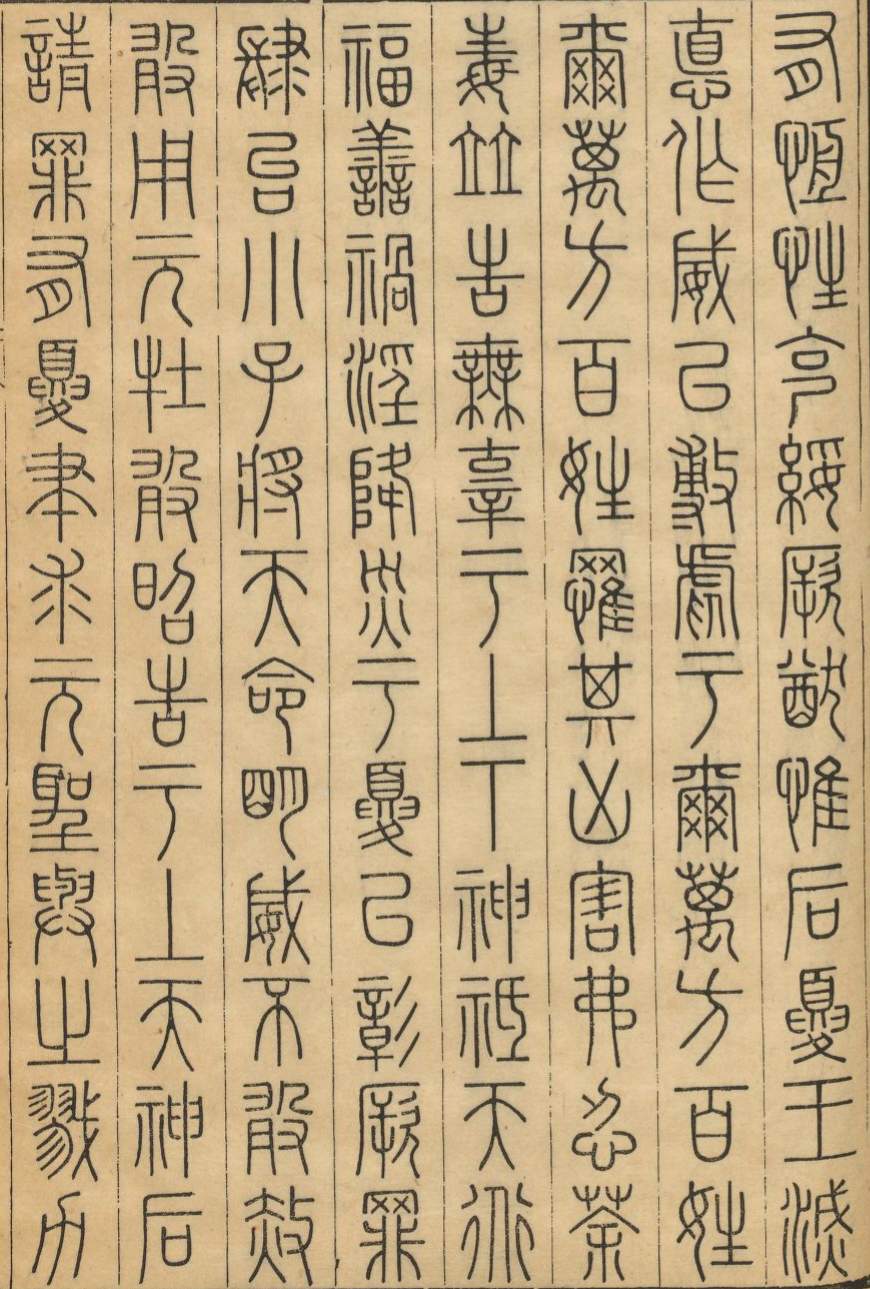 有恆性克綏厥猷惟后夏王滅
悳作威以敷虐于爾萬方百姓
爾萬方百姓罹其凶害弗忍荼
毒竝告無辜于上下神祇天道
福善禍淫降災于夏以彰厥罪
肆台小子將天命明威不敢赦
敢用元牡敢昭告于上天神后
請罪有夏聿求元聖與之戮力